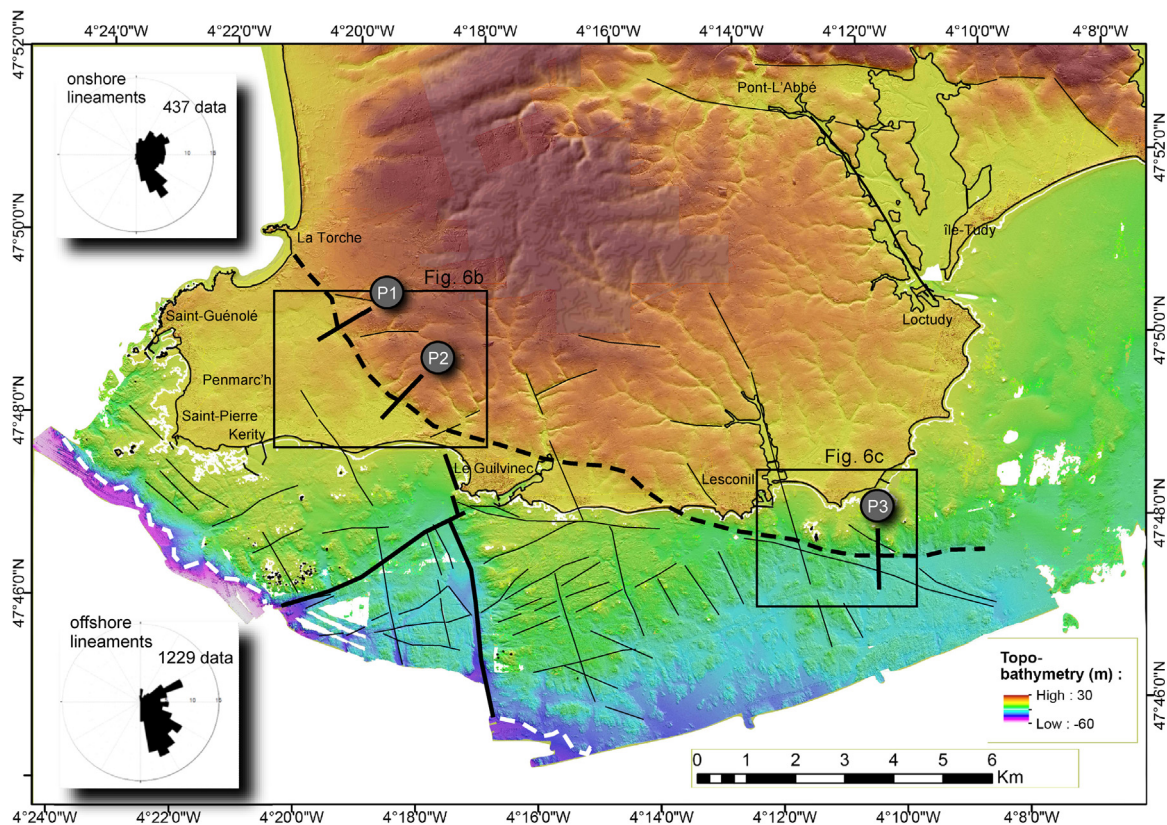 4°24'0"W 4°22'0"W 4°20'0"W 4°18'0"W 4°16'0"W 4°14'0"W 4°12'0"W 4°10'0"W 4°8'0"W
47°52'0"N
47°50'0"N
47°48'0"N
47°46'0"N
47°52'0"N
47°50'0"N
47°48'0"N
47°46'0"N
onshore
lineaments
437 data
10 15
Pont-L'Abbé
La Torche
île-Tudy
Fig. 6b
P1
Saint-Guénolé
Loctudy
P2
Penmarc'h
Saint-Pierre
Kerity
Le Guilvinec
Lesconil
Fig. 6c
P3
offshore
lineaments
1229 data
10 15
Topo-
bathymetry (m) :
High : 30
Low : -60
0 1 2 3 4 5 6
Km
4°24'0"W 4°22'0"W 4°20'0"W 4°18'0"W 4°16'0"W 4°14'0"W 4°12'0"W 4°10'0"W 4°8'0"W